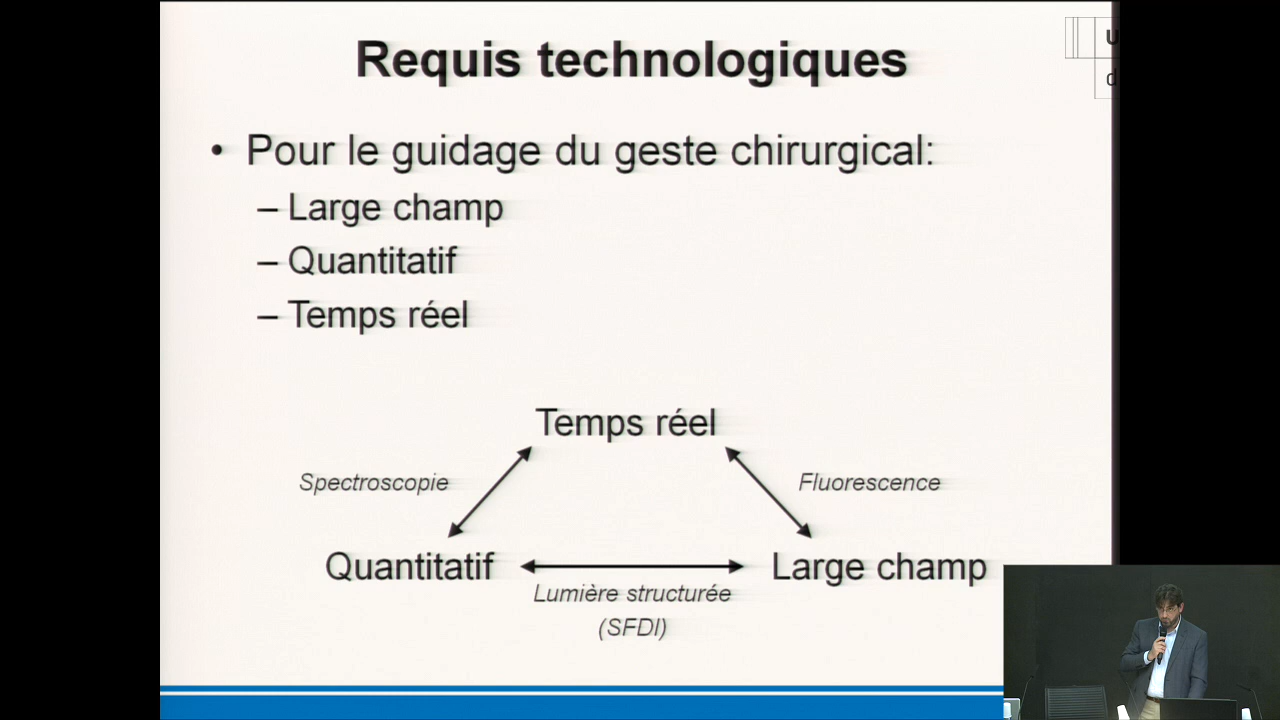 Requis technologiques
• Pour le guidage du geste chirurgical:
– Large champ
– Quantitatif
– Temps réel
Temps réel
Spectroscopie
Fluorescence
Quantitatif
Large champ
Lumière structurée
(SFDI)
u
d